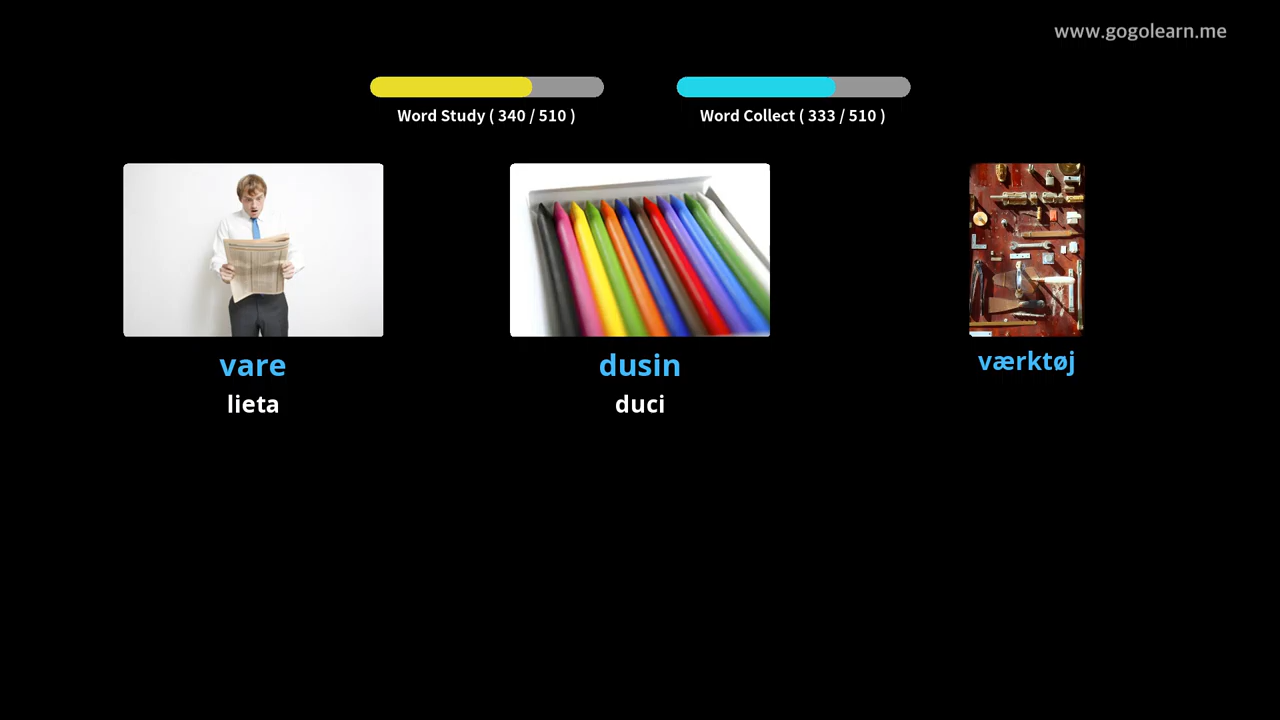 www.gogolearn.me
Word Study ( 340 / 510 )
Word Collect ( 333 / 510 )
vare
lieta
dusin
duci
værktøj